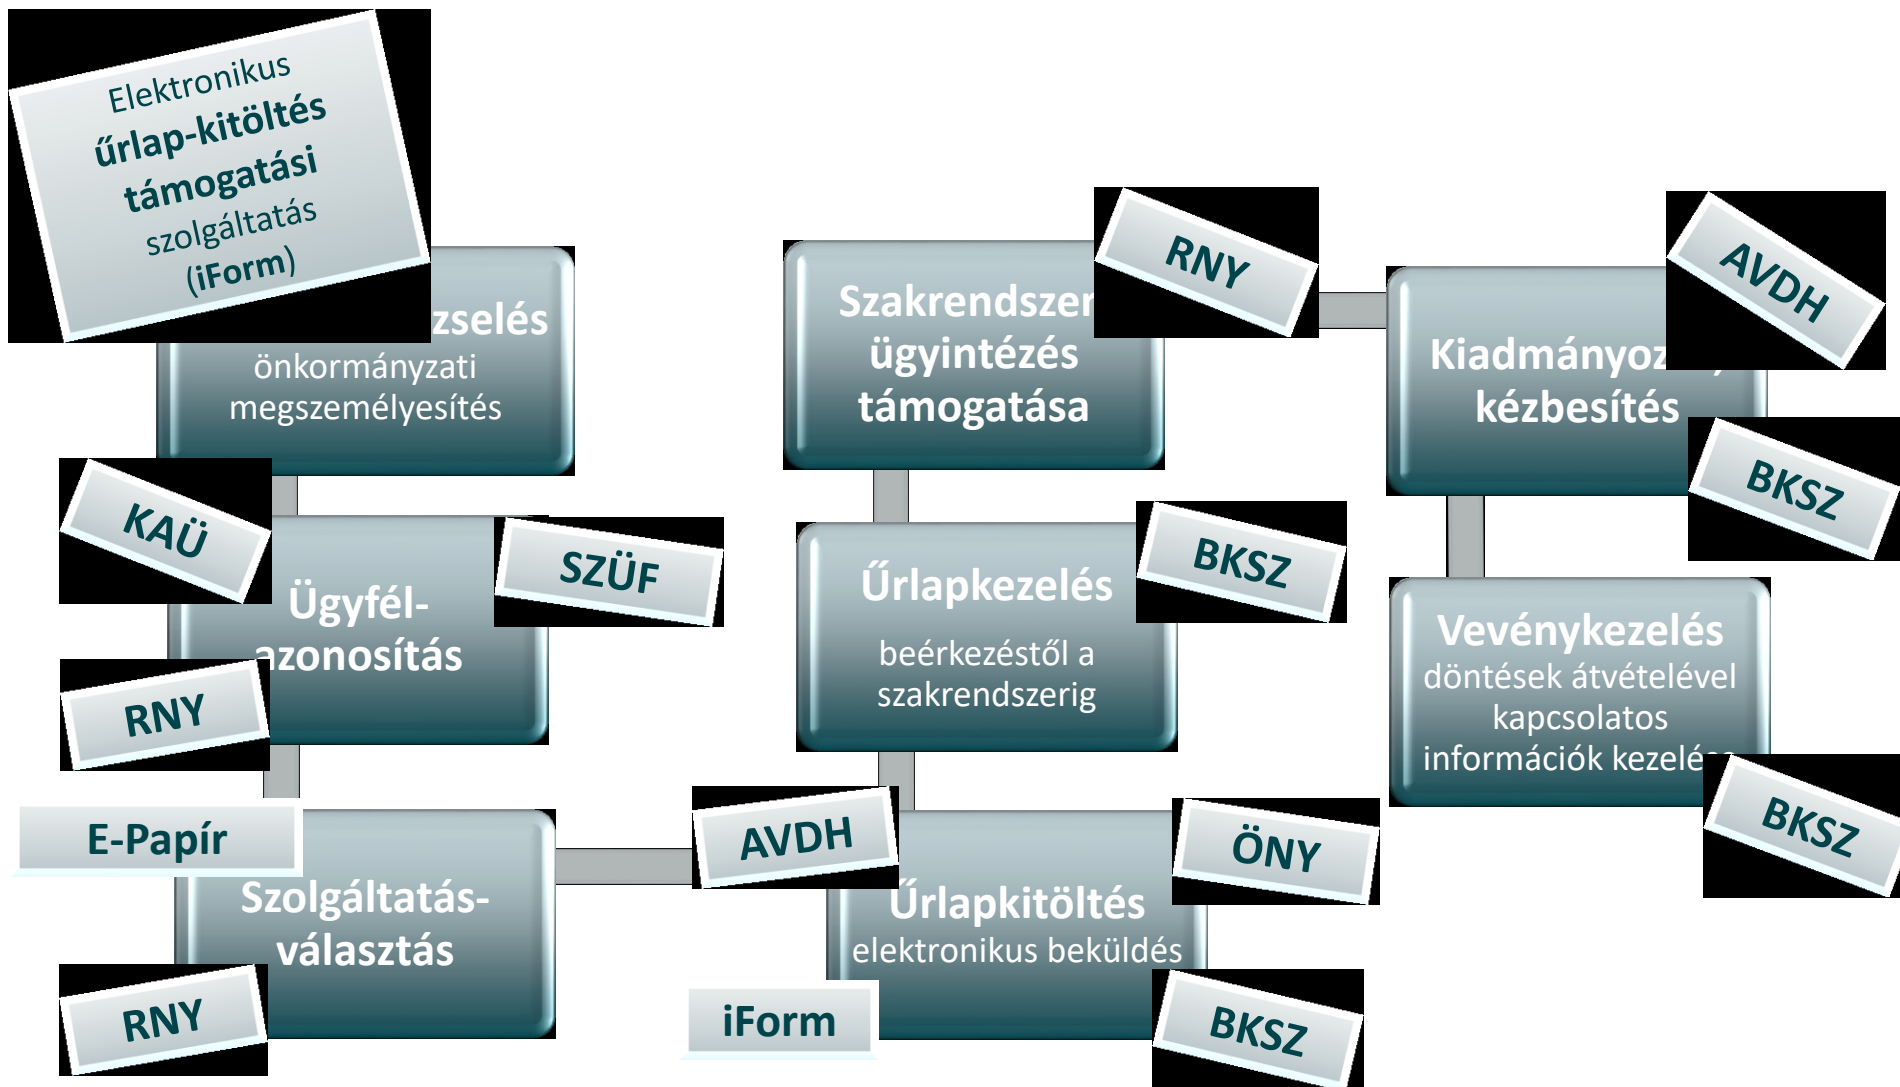 Elektronikus
űrlap-kitöltés
támogatási
szolgáltatás
(iForm)
zselés
önkormányzati
megszemélyesítés
KAÜ
SZÜF
Ügyfél-
azonosítás
RNY
E-Papír
Szolgáltatás-
választás
RNY
AVDH
ÖNY
Űrlapkitöltés
elektronikus beküldés
iForm
BKSZ
Űrlapkezelés
beérkezéstől a
szakrendszerig
BKSZ
Szakrendszer
ügyintézés
támogatása
RNY
AVDH
kézbesítés
BKSZ
Vevénykezelés
döntések átvételével
kapcsolatos
információk
BKSZ